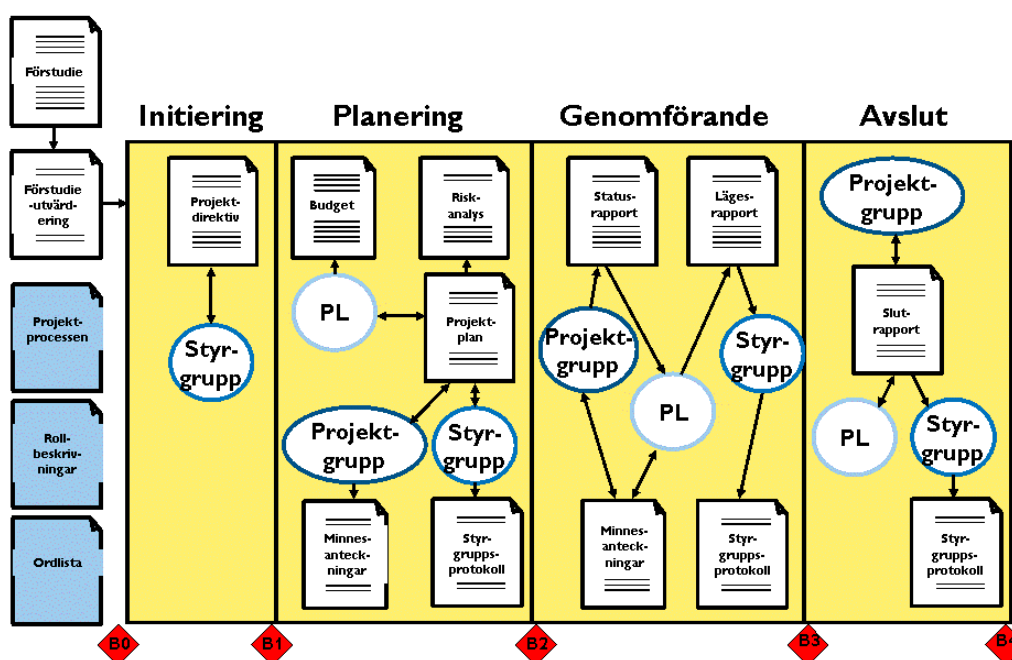 Förstudie
Förstudie
-utvärd-
ering
Projekt-
processen
Roll-
beskriv-
ningar
Ordlista
Initiering
Projekt-
direktiv
Styr-
grupp
Planering
Budget
Risk-
analys
PL
Projekt-
plan
Projekt-
grupp
Styr-
grupp
Minnes-
anteck-
ningar
Styr-
grupps-
protokoll
Genomförande
Status-
rapport
Läges-
rapport
Projekt-
grupp
Styr-
grupp
PL
Minnes-
anteck-
ningar
Styr-
grupps-
protokoll
Avslut
Projekt-
grupp
Slut-
rapport
PL
Styr-
grupp
Styr-
grupps-
protokoll
B0
B1
B2
B3
B4